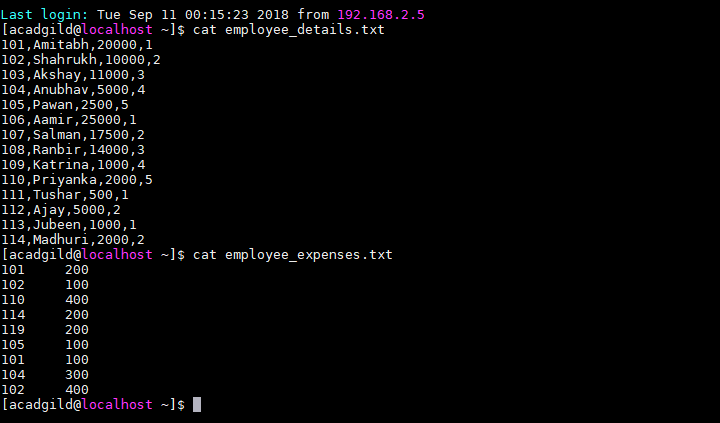 Last login: Tue Sep 11 00:15:23 2018 from 192.168.2.5
[acadgild@localhost ~]$ cat employee_details.txt
101,Amitabh,20000,1
102,Shahrukh,10000,2
103,Akshay,11000,3
104,Anubhav,5000,4
105,Pawan,2500,5
106,Aamir,25000,1
107,Salman,17500,2
108,Ranbir,14000,3
109,Katrina,1000,4
110,Priyanka,2000,5
111,Tushar,500,1
112,Ajay,5000,2
113,Jubeen,1000,1
114,Madhuri,2000,2
[acadgild@localhost ~]$ cat employee_expenses.txt
101     200
102     100
110     400
114     200
119     200
105     100
101     100
104     300
102     400
[acadgild@localhost ~]$